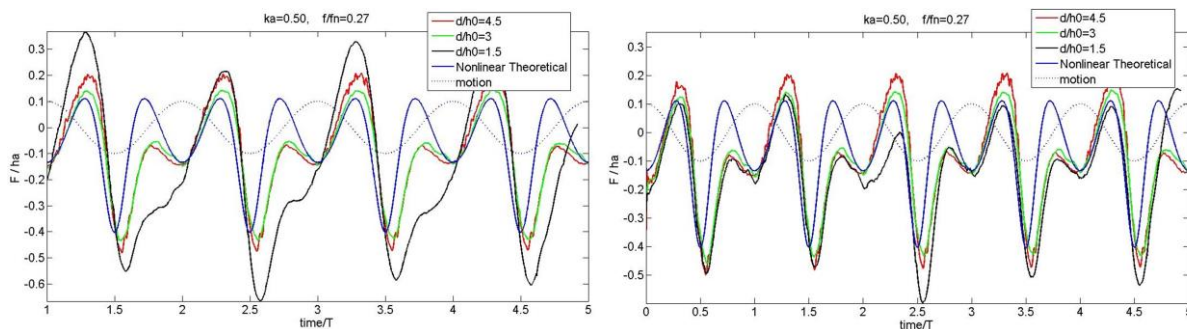 ka=0.50, f/fn=0.27
d/h0=4.5
d/h0=3
d/h0=1.5
Nonlinear Theoretical
motion
0.3
0.2
0.1
0
-0.1
-0.2
-0.3
-0.4
-0.5
-0.6
F/ha
1 1.5 2 2.5 3 3.5 4 4.5 5
time/T
ka=0.50, f/fn=0.27
d/h0=4.5
d/h0=3
d/h0=1.5
Nonlinear Theoretical
motion
0.3
0.2
0.1
0
-0.1
-0.2
-0.3
-0.4
-0.5
F/ha
0 0.5 1 1.5 2 2.5 3 3.5 4 4.5 5
time/T